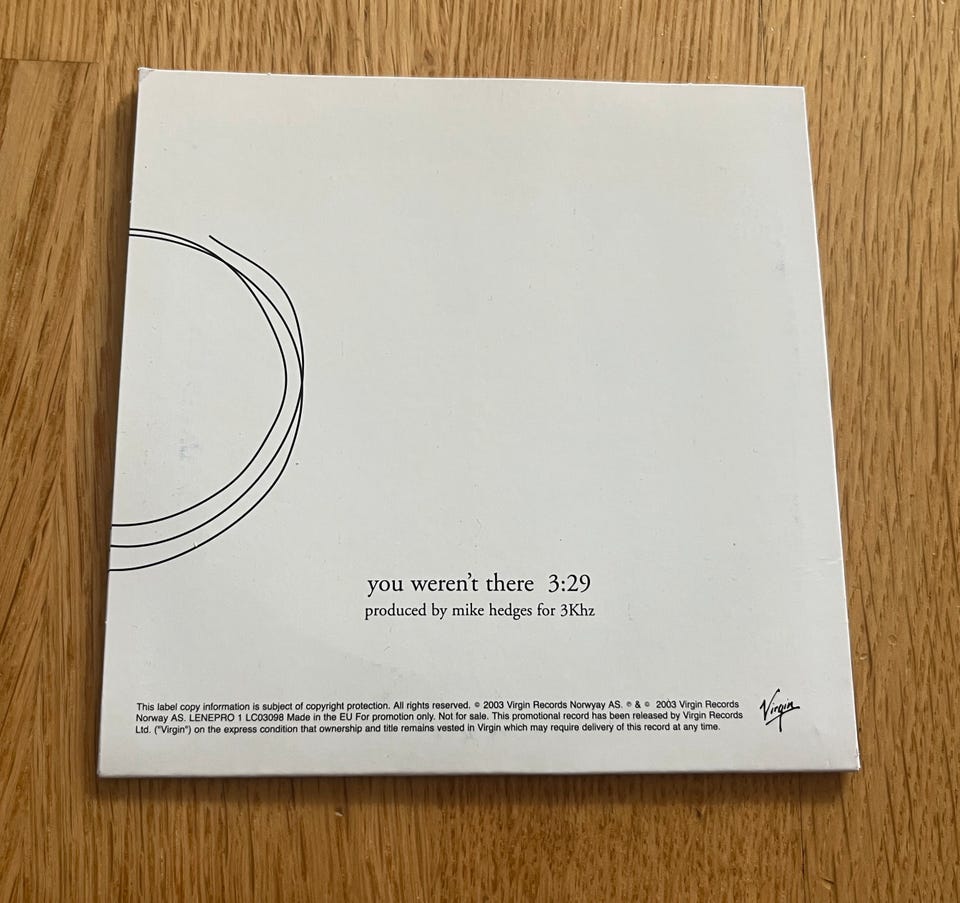 you weren't there 3:29
produced by mike hedges for 3Khz
This label copy information is subject of copyright protection. All rights reserved. © 2003 Virgin Records Norwyay AS. ℗ & © 2003 Virgin Records
Norway AS. LENEPRO 1 LC03098 Made in the EU For promotion only. Not for sale. This promotional record has been released by Virgin Records
Ltd. ("Virgin") on the express condition that ownership and title remains vested in Virgin which may require delivery of this record at any time.
Virgin